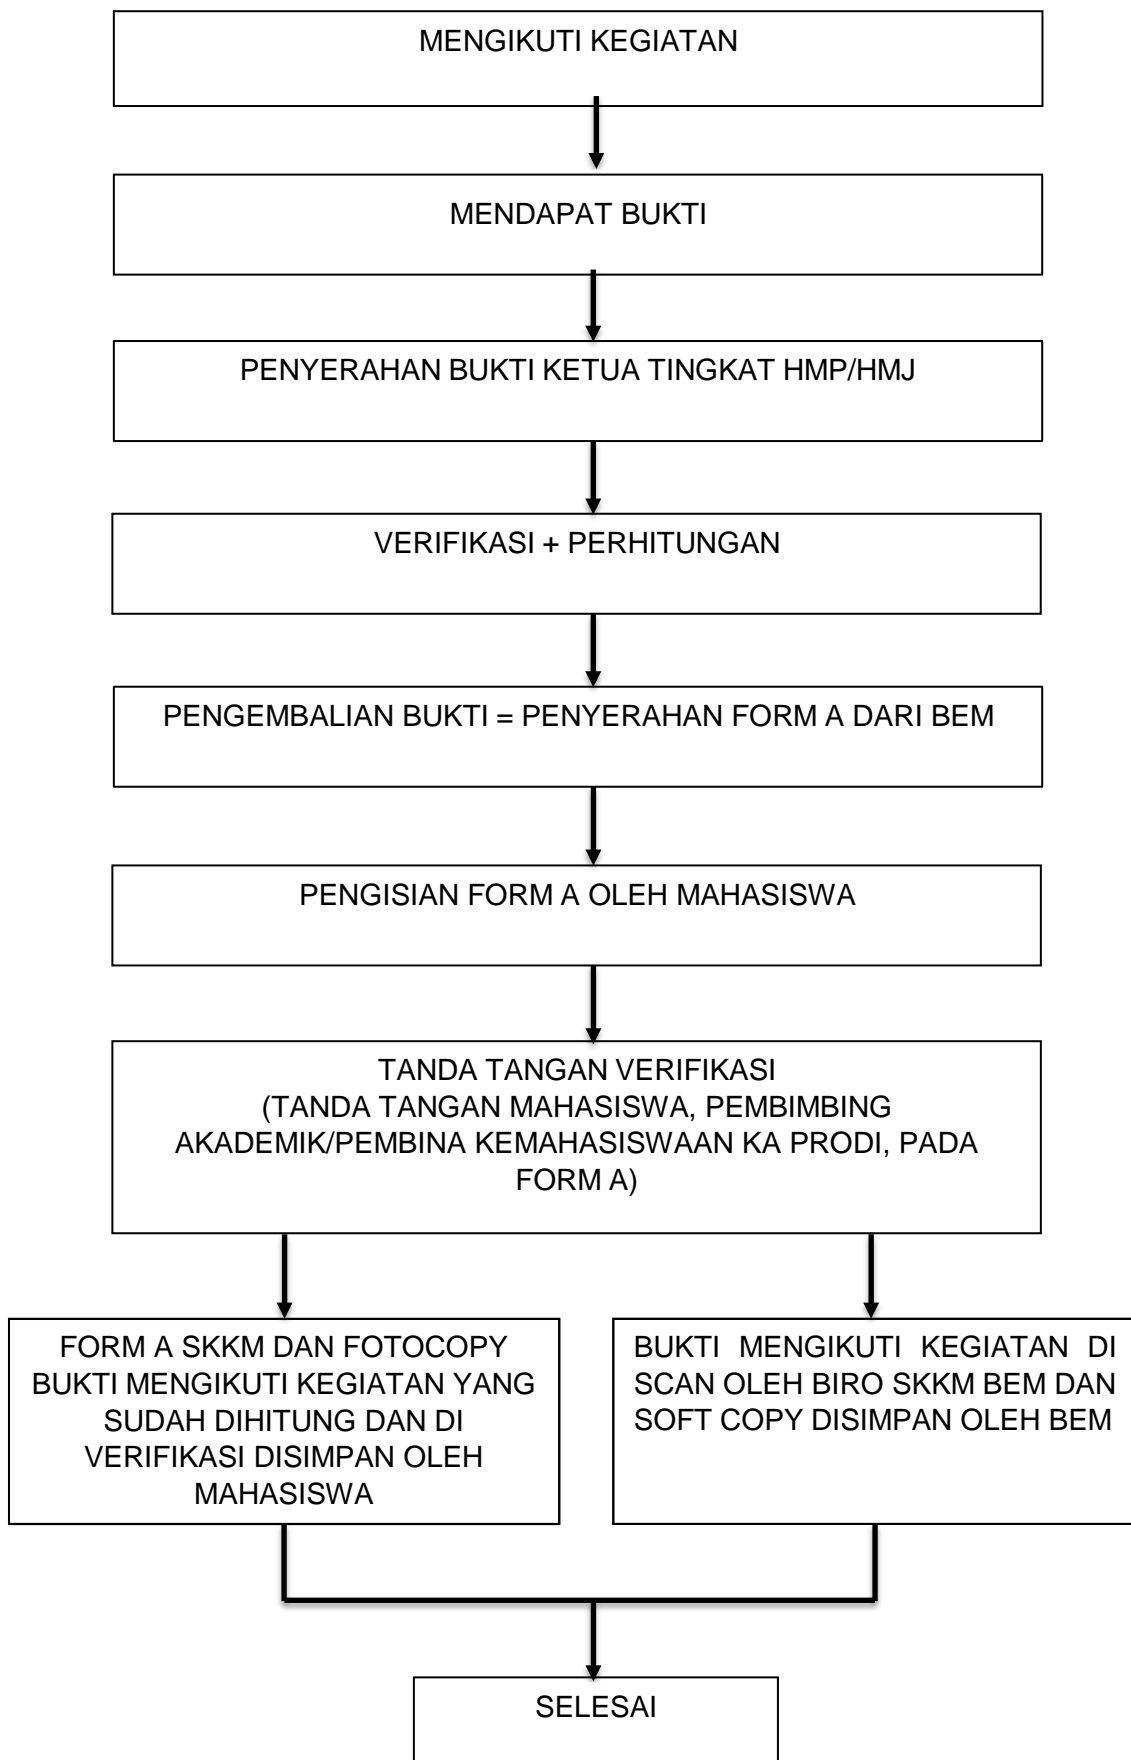 MENGIKUTI KEGIATAN
MENDAPAT BUKTI
PENYERAHAN BUKTI KETUA TINGKAT HMP/HMJ
VERIFIKASI + PERHITUNGAN
PENGEMBALIAN BUKTI = PENYERAHAN FORM A DARI BEM
PENGISIAN FORM A OLEH MAHASISWA
TANDA TANGAN VERIFIKASI
(TANDA TANGAN MAHASISWA, PEMBIMBING
AKADEMIK/PEMBINA KEMAHASISWAAN KA PRODI, PADA
FORM A)
FORM A SKKM DAN FOTOCOPY
BUKTI MENGIKUTI KEGIATAN YANG
SUDAH DIHITUNG DAN DI
VERIFIKASI DISIMPAN OLEH
MAHASISWA
BUKTI MENGIKUTI KEGIATAN DI
SCAN OLEH BIRO SKKM BEM DAN
SOFT COPY DISIMPAN OLEH BEM
SELESAI